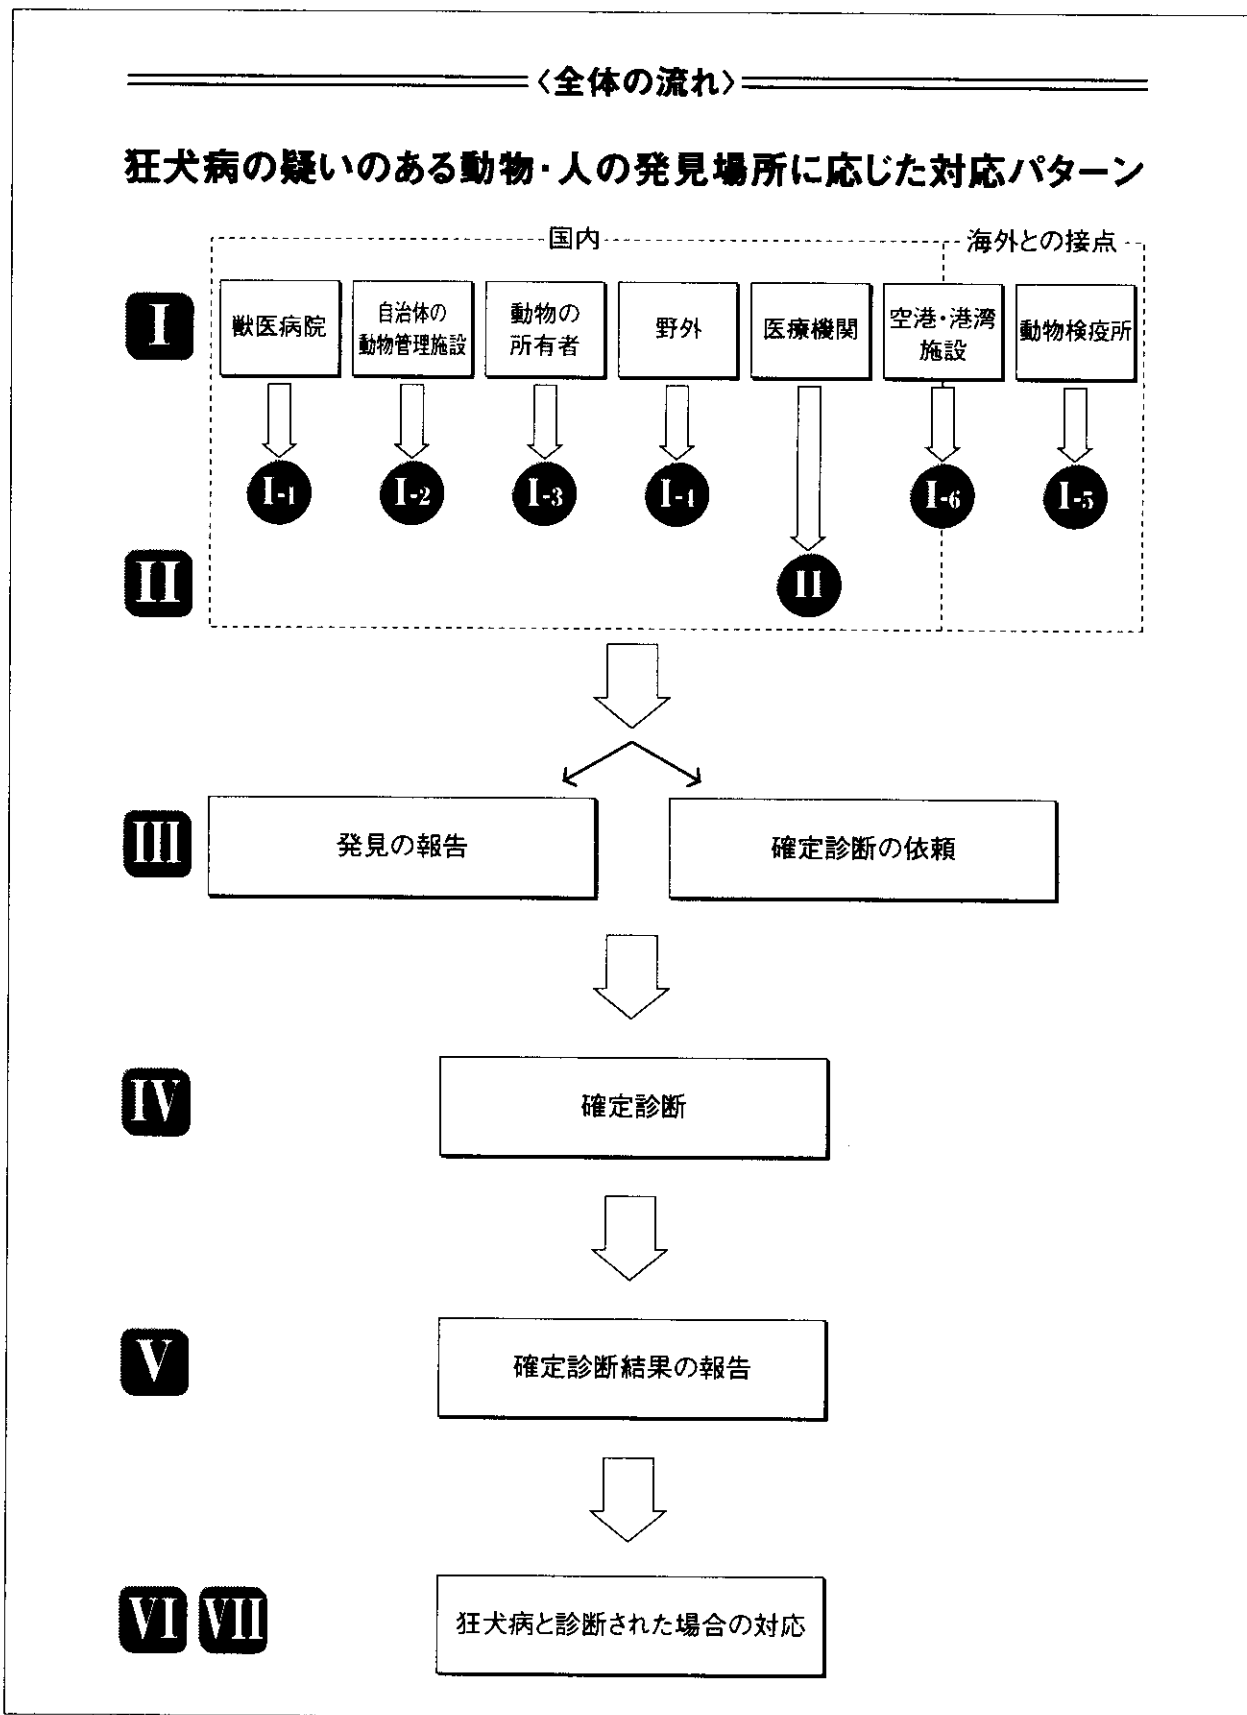 〈全体の流れ〉
狂犬病の疑いのある動物・人の発見場所に応じた対応パターン
国内
海外との接点
I
獣医病院
自治体の
動物管理施設
動物の
所有者
野外
医療機関
空港・港湾
施設
動物検疫所
I-1
I-2
I-3
I-4
I-6
I-5
II
II
III
発見の報告
確定診断の依頼
IV
確定診断
V
確定診断結果の報告
VI VII
狂犬病と診断された場合の対応